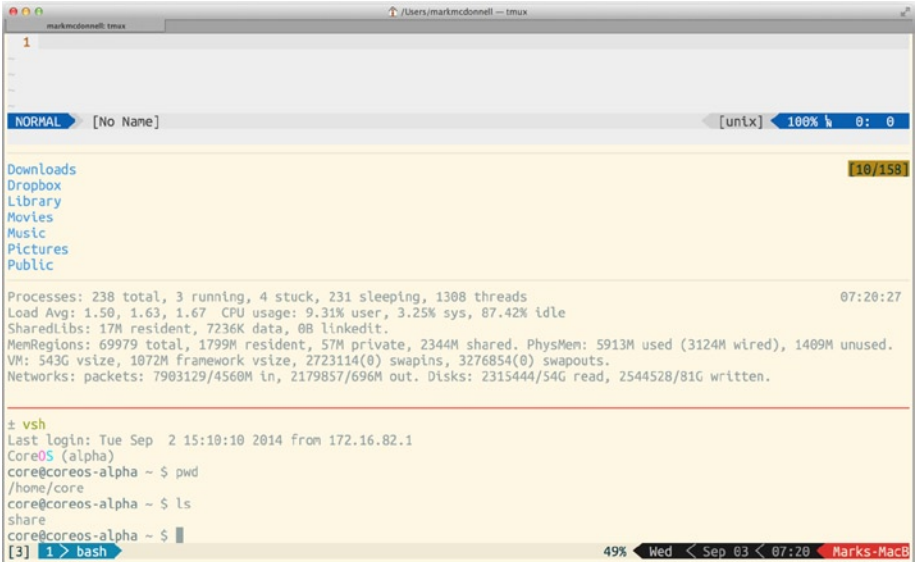 /Users/markmcdonnell — tmux
markmcdonnell: tmux
1
~
~
~
~
NORMAL [No Name] [unix] 100% 0: 0
Downloads [10/158]
Dropbox
Library
Movies
Music
Pictures
Public
Processes: 238 total, 3 running, 4 stuck, 231 sleeping, 1308 threads 07:20:27
Load Avg: 1.50, 1.63, 1.67 CPU usage: 9.31% user, 3.25% sys, 87.42% idle
SharedLibs: 17M resident, 7236K data, 0B linkedit.
MemRegions: 69979 total, 1799M resident, 57M private, 2344M shared. PhysMem: 5913M used (3124M wired), 1409M unused.
VM: 543G vsize, 1072M framework vsize, 2723114(0) swapins, 3276854(0) swapouts.
Networks: packets: 7903129/4560M in, 2179857/696M out. Disks: 2315444/54G read, 2544528/81G written.
± vsh
Last login: Tue Sep  2 15:10:10 2014 from 172.16.82.1
CoreOS (alpha)
core@coreos-alpha ~ $ pwd
/home/core
core@coreos-alpha ~ $ ls
share
core@coreos-alpha ~ $
[3] 1 > bash 49% Wed < Sep 03 < 07:20 Marks-MacB